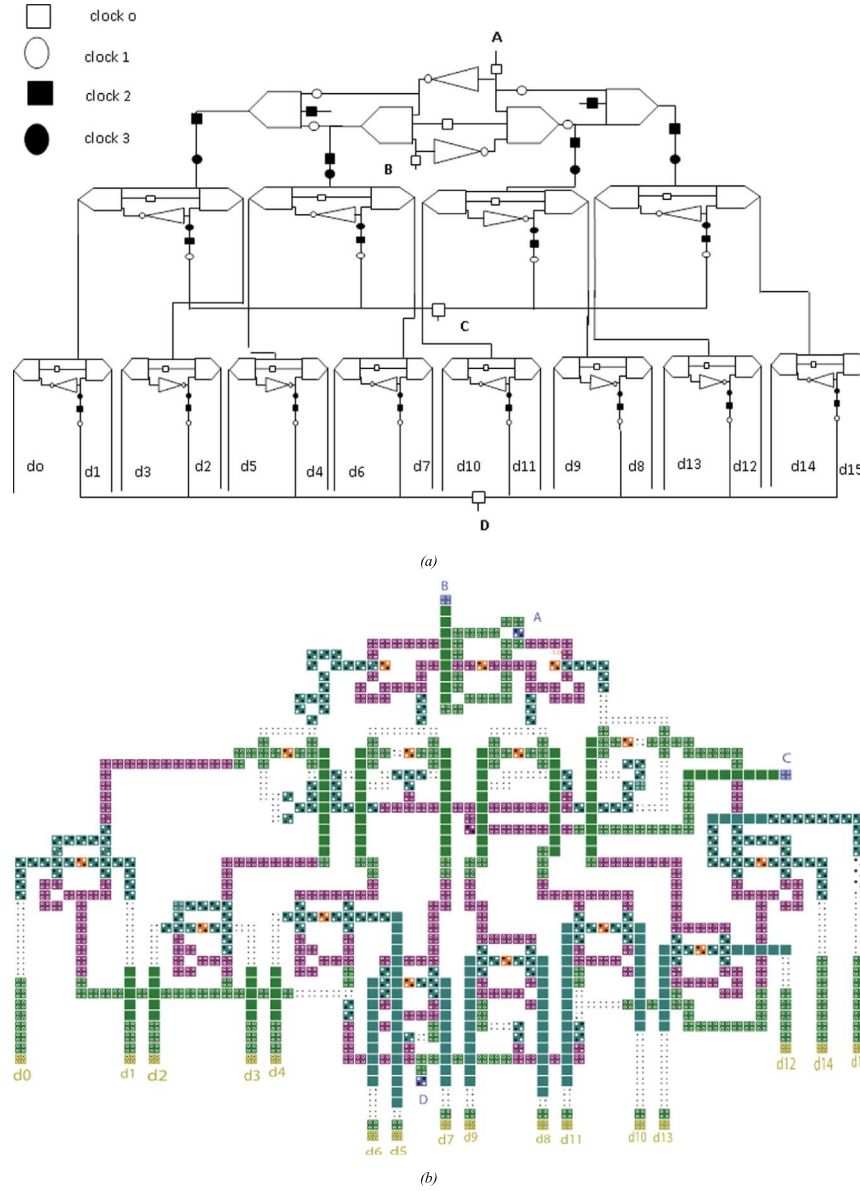 clock o
clock 1
clock 2
clock 3
A
B
C
do d1 d3 d2 d5 d4 d6 d7 d10 d11 d9 d8 d13 d12 d14 d15
D
(a)
B
A
C
d0 d1 d2 d3 d4 d12 d14
D
d6 d5 d7 d9 d8 d11 d10 d13
(b)